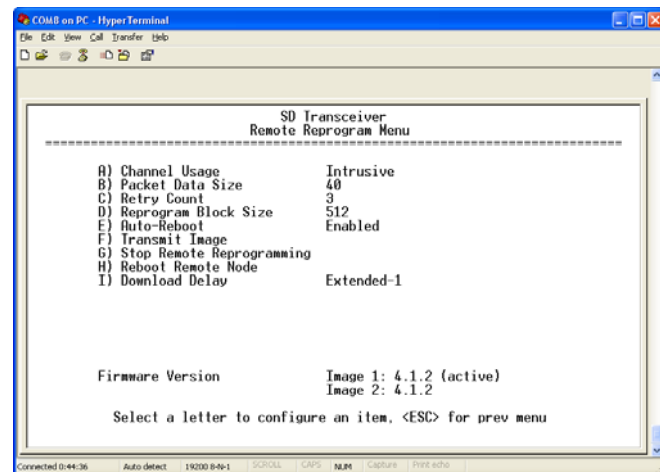 COM8 on PC - HyperTerminal
File Edit View Call Transfer Help
SD Transceiver
Remote Reprogram Menu
==========================================================================
A) Channel Usage Intrusive
B) Packet Data Size 40
C) Retry Count 3
D) Reprogram Block Size 512
E) Auto-Reboot Enabled
F) Transmit Image
G) Stop Remote Reprogramming
H) Reboot Remote Node
I) Download Delay Extended-1
Firmware Version Image 1: 4.1.2 (active)
Image 2: 4.1.2
Select a letter to configure an item, <ESC> for prev menu
Connected 0:44:36 Auto detect 19200 8-N-1 SCROLL CAPS NUM Capture Print echo